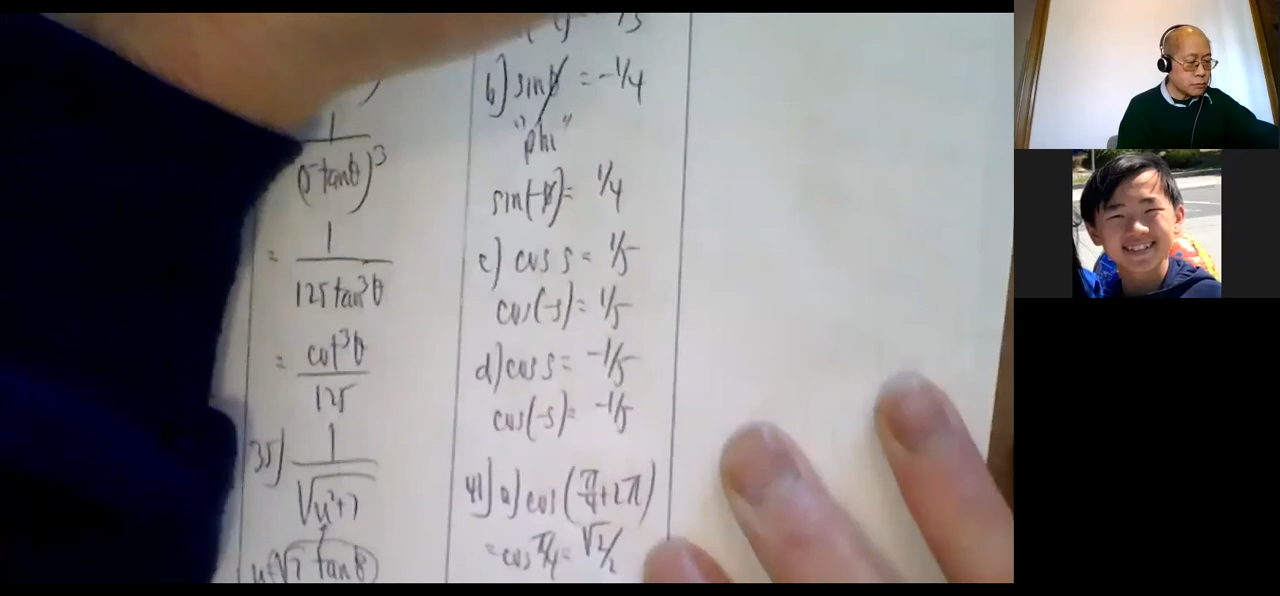 1
(5 tanθ)³
= 1
125 tan³θ
= cot³θ
125
35) 1
√u²+7
u=√7 tanθ
b) sinϕ = -1/4
"phi"
sin(-ϕ)= 1/4
c) cos s = 1/5
cos(-s)= 1/5
d) cos s = -1/5
cos(-s)= -1/5
41) a) cos(π/4+2π)
= cos π/4 = √2/2